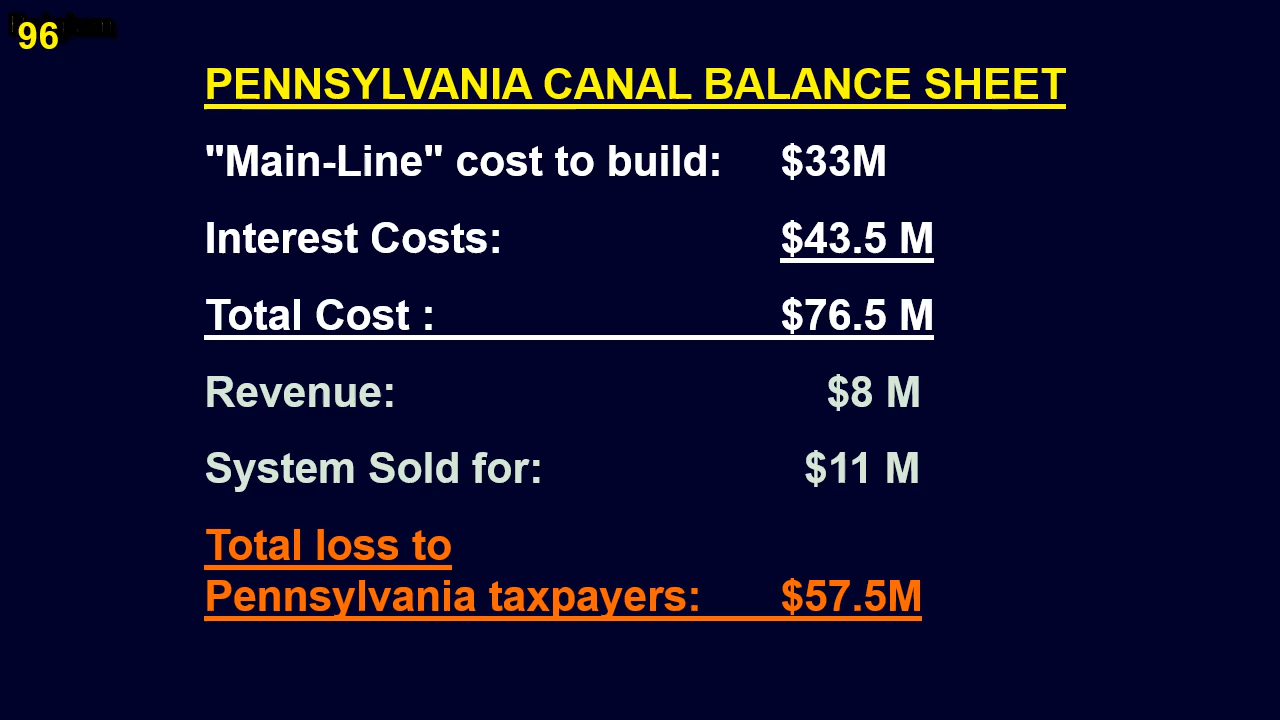 96
PENNSYLVANIA CANAL BALANCE SHEET
"Main-Line" cost to build: $33M
Interest Costs: $43.5 M
Total Cost : $76.5 M
Revenue: $8 M
System Sold for: $11 M
Total loss to
Pennsylvania taxpayers: $57.5M